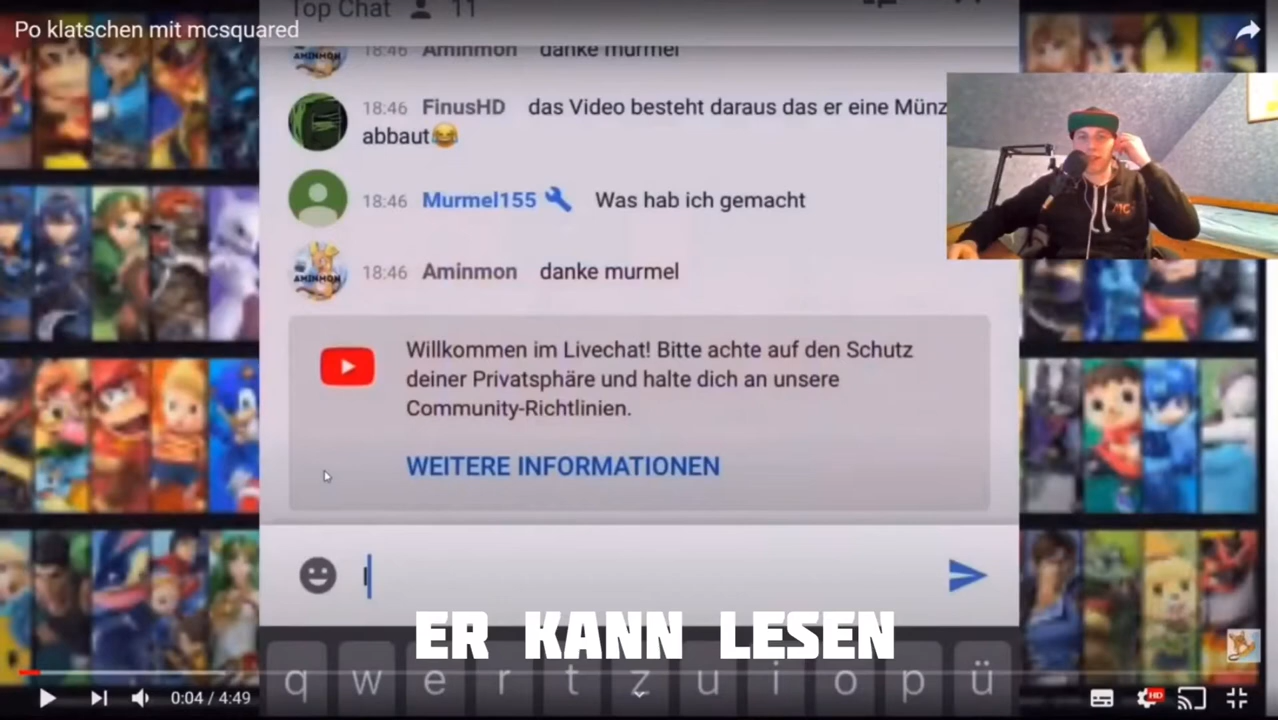 Po klatschen mit mcsquared
Top Chat 11
18:46 Aminmon danke murmel
18:46 FinusHD das Video besteht daraus das er eine Münz
abbaut😂
18:46 Murmel155 Was hab ich gemacht
AMINMON
18:46 Aminmon danke murmel
Willkommen im Livechat! Bitte achte auf den Schutz
deiner Privatsphäre und halte dich an unsere
Community-Richtlinien.
WEITERE INFORMATIONEN
ER KANN LESEN
q w e r t z u i o p ü
0:04 / 4:49
HD